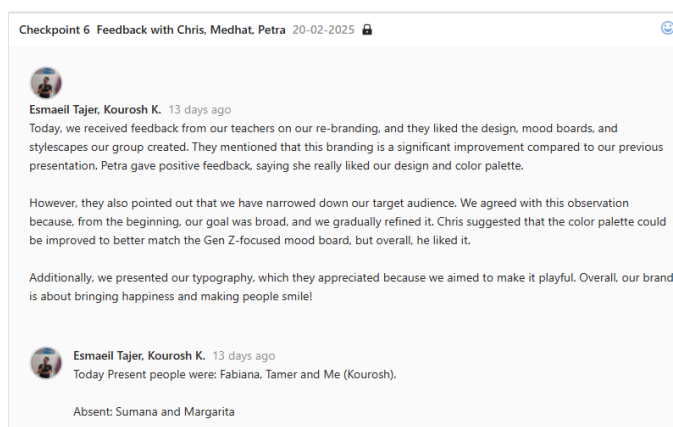 Checkpoint 6 Feedback with Chris, Medhat, Petra 20-02-2025
Esmaeil Tajer, Kourosh K. 13 days ago
Today, we received feedback from our teachers on our re-branding, and they liked the design, mood boards, and
stylescapes our group created. They mentioned that this branding is a significant improvement compared to our previous
presentation. Petra gave positive feedback, saying she really liked our design and color palette.
However, they also pointed out that we have narrowed down our target audience. We agreed with this observation
because, from the beginning, our goal was broad, and we gradually refined it. Chris suggested that the color palette could
be improved to better match the Gen Z-focused mood board, but overall, he liked it.
Additionally, we presented our typography, which they appreciated because we aimed to make it playful. Overall, our brand
is about bringing happiness and making people smile!
Esmaeil Tajer, Kourosh K. 13 days ago
Today Present people were: Fabiana, Tamer and Me (Kourosh).
Absent: Sumana and Margarita